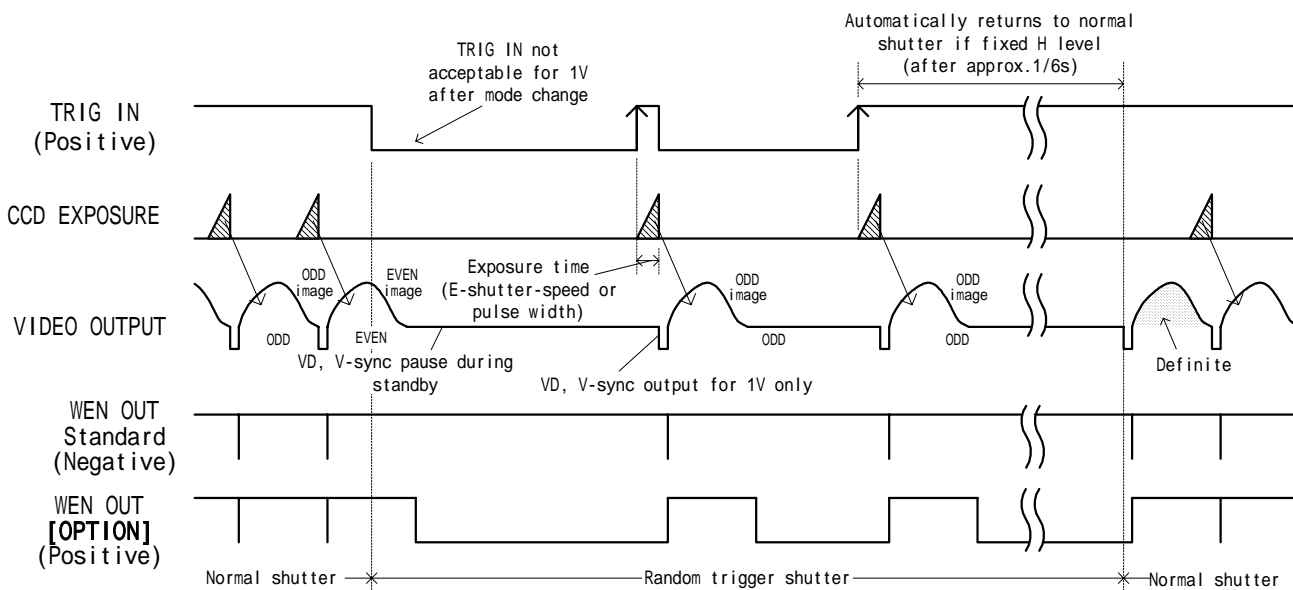 Automatically returns to normal
shutter if fixed H level
(after approx.1/6s)
TRIG IN not
acceptable for 1V
after mode change
TRIG IN
(Positive)
CCD EXPOSURE
Exposure time
(E-shutter-speed or
pulse width)
ODD
image
EVEN
image
ODD
image
ODD
image
VIDEO OUTPUT
ODD
EVEN
ODD
ODD
Definite
VD, V-sync pause during
standby
VD, V-sync output for 1V only
WEN OUT
Standard
(Negative)
WEN OUT
[OPTION]
(Positive)
Normal shutter
Random trigger shutter
Normal shutter